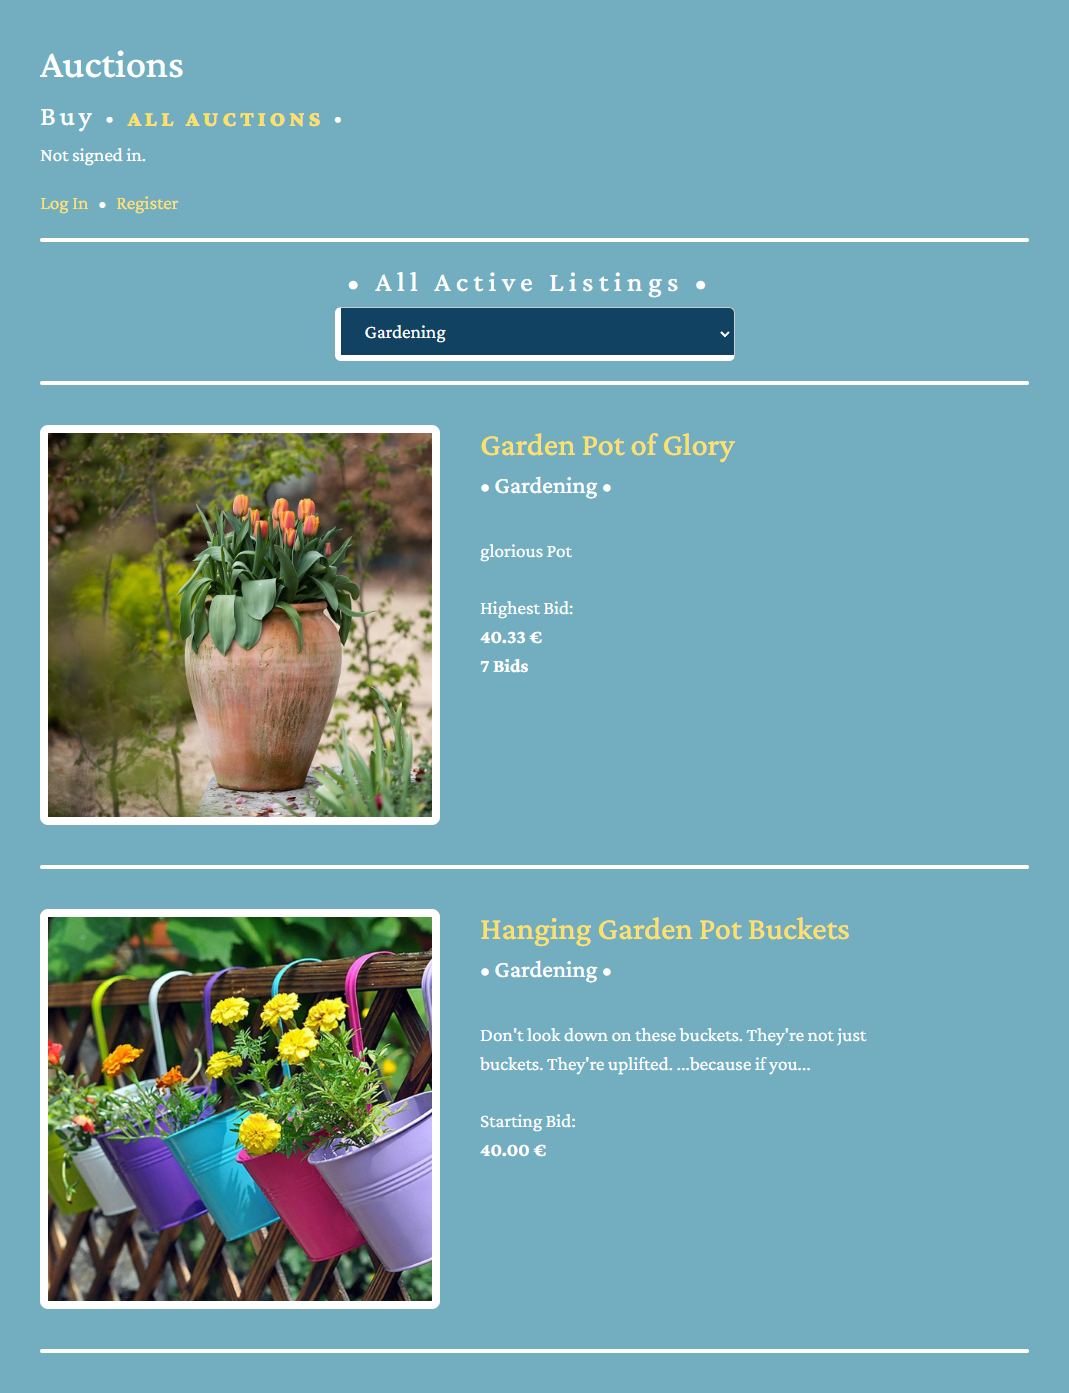 Auctions
Buy • ALL AUCTIONS •
Not signed in.
Log In • Register
• All Active Listings •
Gardening
Garden Pot of Glory
• Gardening •
glorious Pot
Highest Bid:
40.33 €
7 Bids
Hanging Garden Pot Buckets
• Gardening •
Don't look down on these buckets. They're not just
buckets. They're uplifted. ...because if you...
Starting Bid:
40.00 €